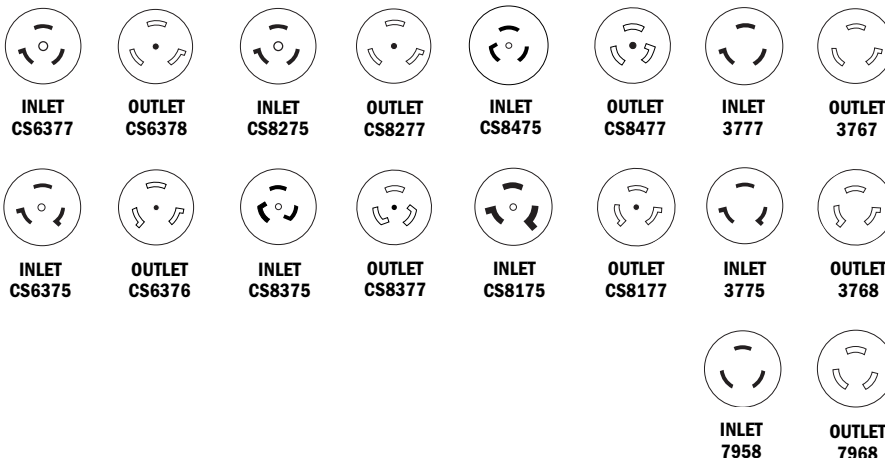 INLET
CS6377
OUTLET
CS6378
INLET
CS8275
OUTLET
CS8277
INLET
CS8475
OUTLET
CS8477
INLET
3777
OUTLET
3767
INLET
CS6375
OUTLET
CS6376
INLET
CS8375
OUTLET
CS8377
INLET
CS8175
OUTLET
CS8177
INLET
3775
OUTLET
3768
INLET
7958
OUTLET
7968